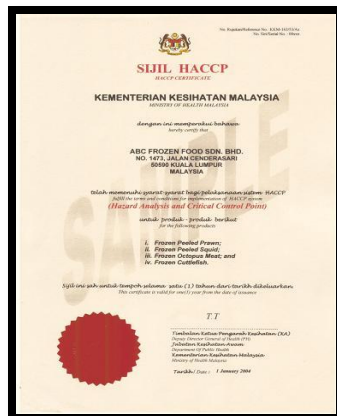 SIJIL HACCP
HACCP CERTIFICATE
KEMENTERIAN KESIHATAN MALAYSIA
MINISTRY OF HEALTH MALAYSIA
dengan ini memperakui bahawa
hereby certify that
ABC FROZEN FOOD SDN. BHD.
NO. 1473, JALAN CENDERASARI
50590 KUALA LUMPUR
MALAYSIA
telah memenuhi syarat-syarat bagi pelaksanaan sistem HACCP
fulfill the terms and conditions for implementation of HACCP system
(Hazard Analysis and Critical Control Point)
untuk produk - produk berikut
for the following products
i. Frozen Peeled Prawn;
ii. Frozen Peeled Squid;
iii. Frozen Octopus Meat; and
iv. Frozen Cuttlefish.
Sijil ini sah untuk tempoh selama satu (1) tahun dari tarikh dikeluarkan
This certificate is valid for one(1) year from the date of issuance
T.T
Timbalan Ketua Pengarah Kesihatan (KA)
Deputy Director General of Health (PH)
Jabatan Kesihatan Awam
Department Of Public Health
Kementerian Kesihatan Malaysia
Ministry of Health Malaysia
Tarikh / Date : 1 January 2004
SAMPLE